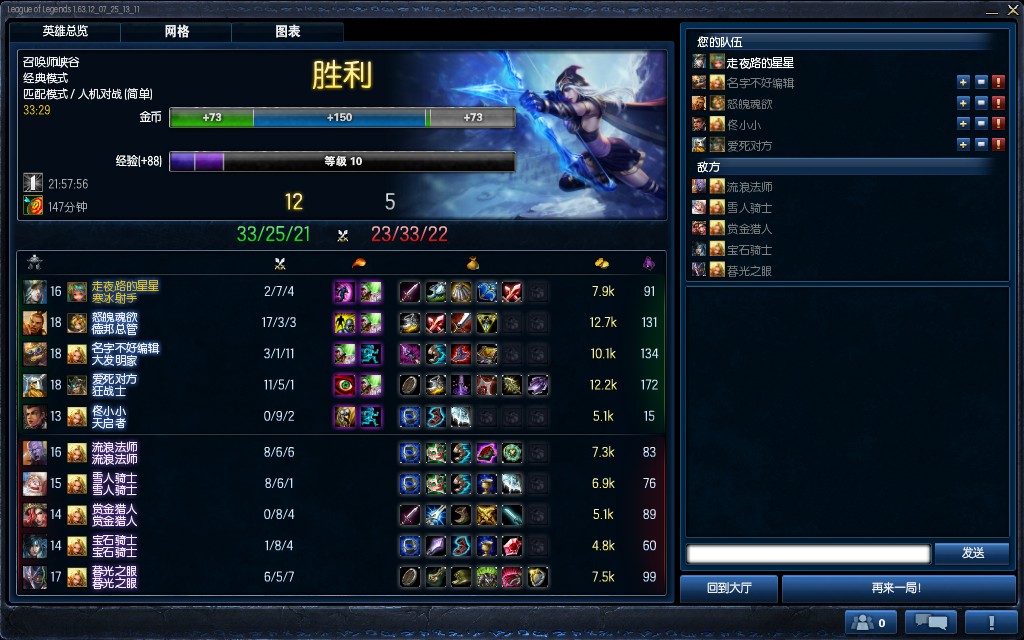 League of Legends 1.63.12_07_25_13_11
英雄总览 网格 图表
召唤师峡谷
经典模式
匹配模式 / 人机对战 (简单)
33:29
胜利
金币 +73 +150 +73
经验(+88) 等级 10
21:57:56
147分钟
12 5
33/25/21 23/33/22
16 走夜路的星星 寒冰射手 2/7/4 7.9k 91
18 怒魄魂欲 德邦总管 17/3/3 12.7k 131
18 名字不好编辑 大发明家 3/1/11 10.1k 134
18 爱死对方 狂战士 11/5/1 12.2k 172
13 佟小小 天启者 0/9/2 5.1k 15
16 流浪法师 流浪法师 8/6/6 7.3k 83
15 雪人骑士 雪人骑士 8/6/1 6.9k 76
14 赏金猎人 赏金猎人 0/8/4 5.1k 89
14 宝石骑士 宝石骑士 1/8/4 4.8k 60
17 暮光之眼 暮光之眼 6/5/7 7.5k 99
您的队伍
走夜路的星星
名字不好编辑
怒魄魂欲
佟小小
爱死对方
敌方
流浪法师
雪人骑士
赏金猎人
宝石骑士
暮光之眼
发送
回到大厅 再来一局!
0